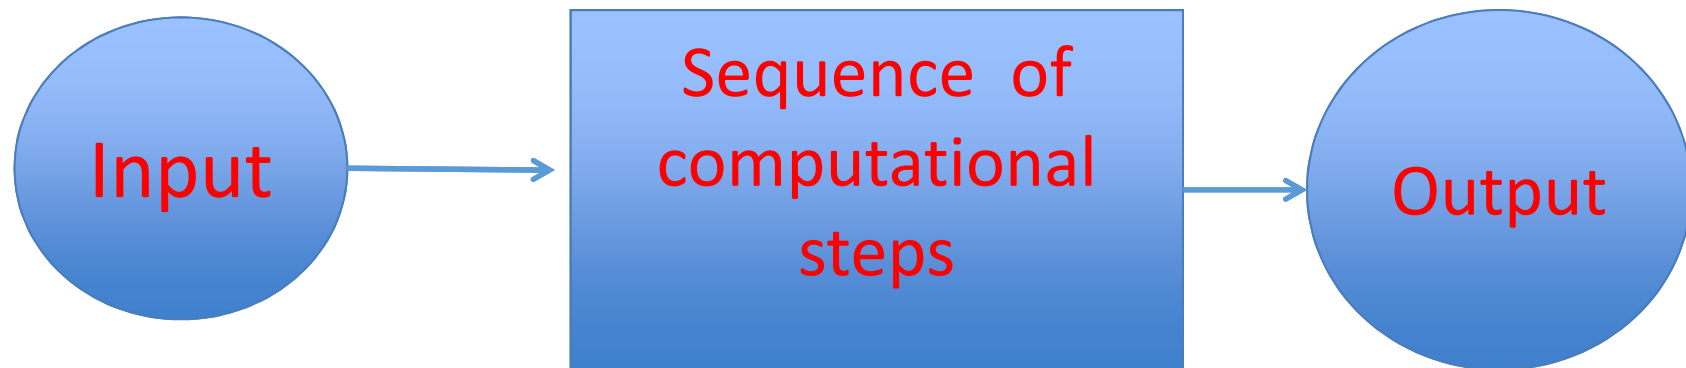 Input
Sequence of
computational
steps
Output